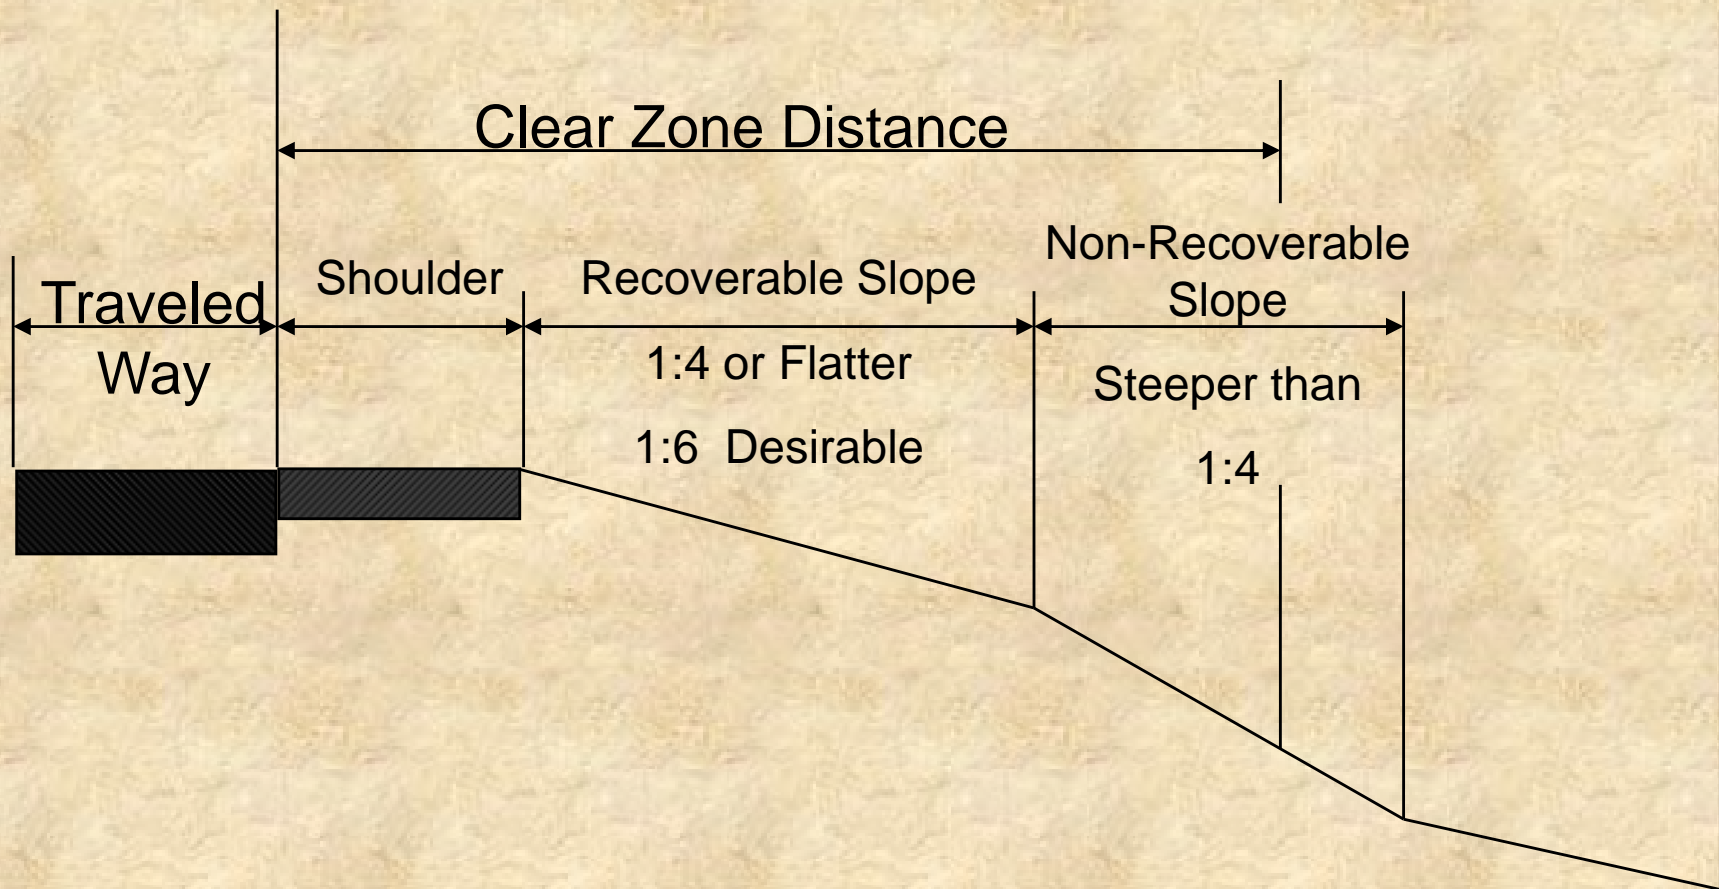 Clear Zone Distance
Traveled
Way
Shoulder
Recoverable Slope
1:4 or Flatter
1:6 Desirable
Non-Recoverable
Slope
Steeper than
1:4